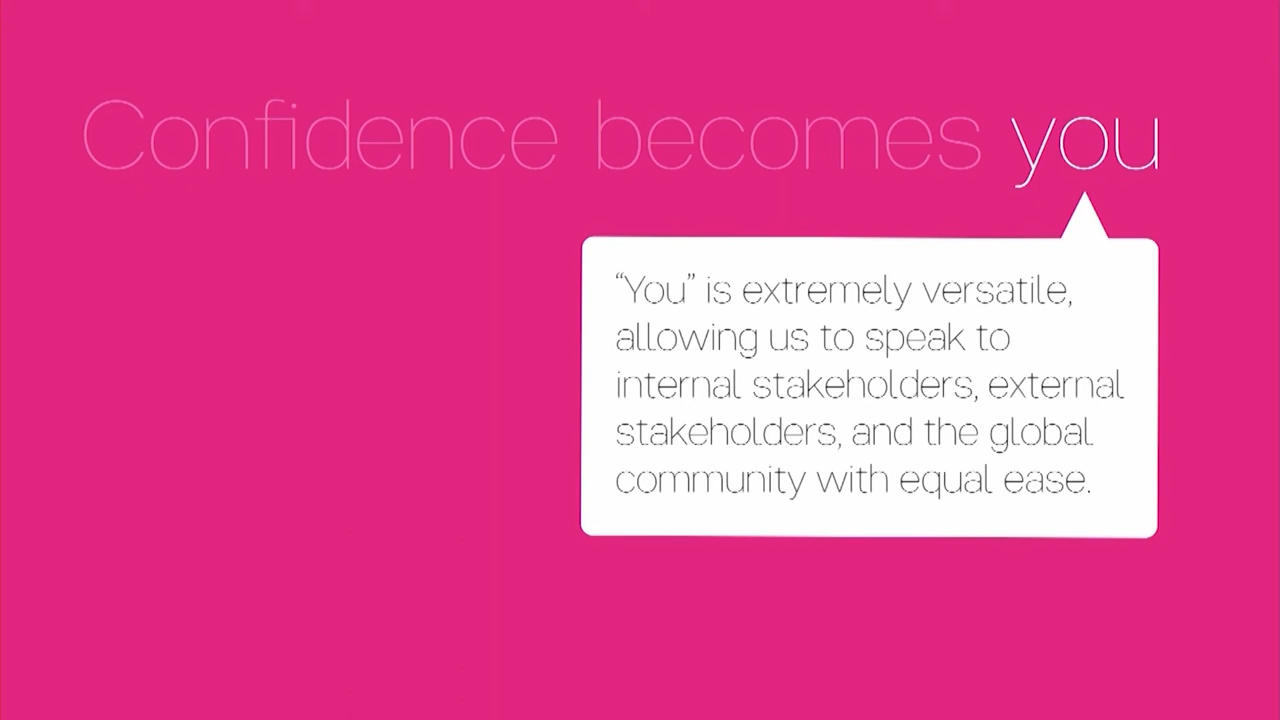 Confidence becomes you
“You” is extremely versatile,
allowing us to speak to
internal stakeholders, external
stakeholders, and the global
community with equal ease.